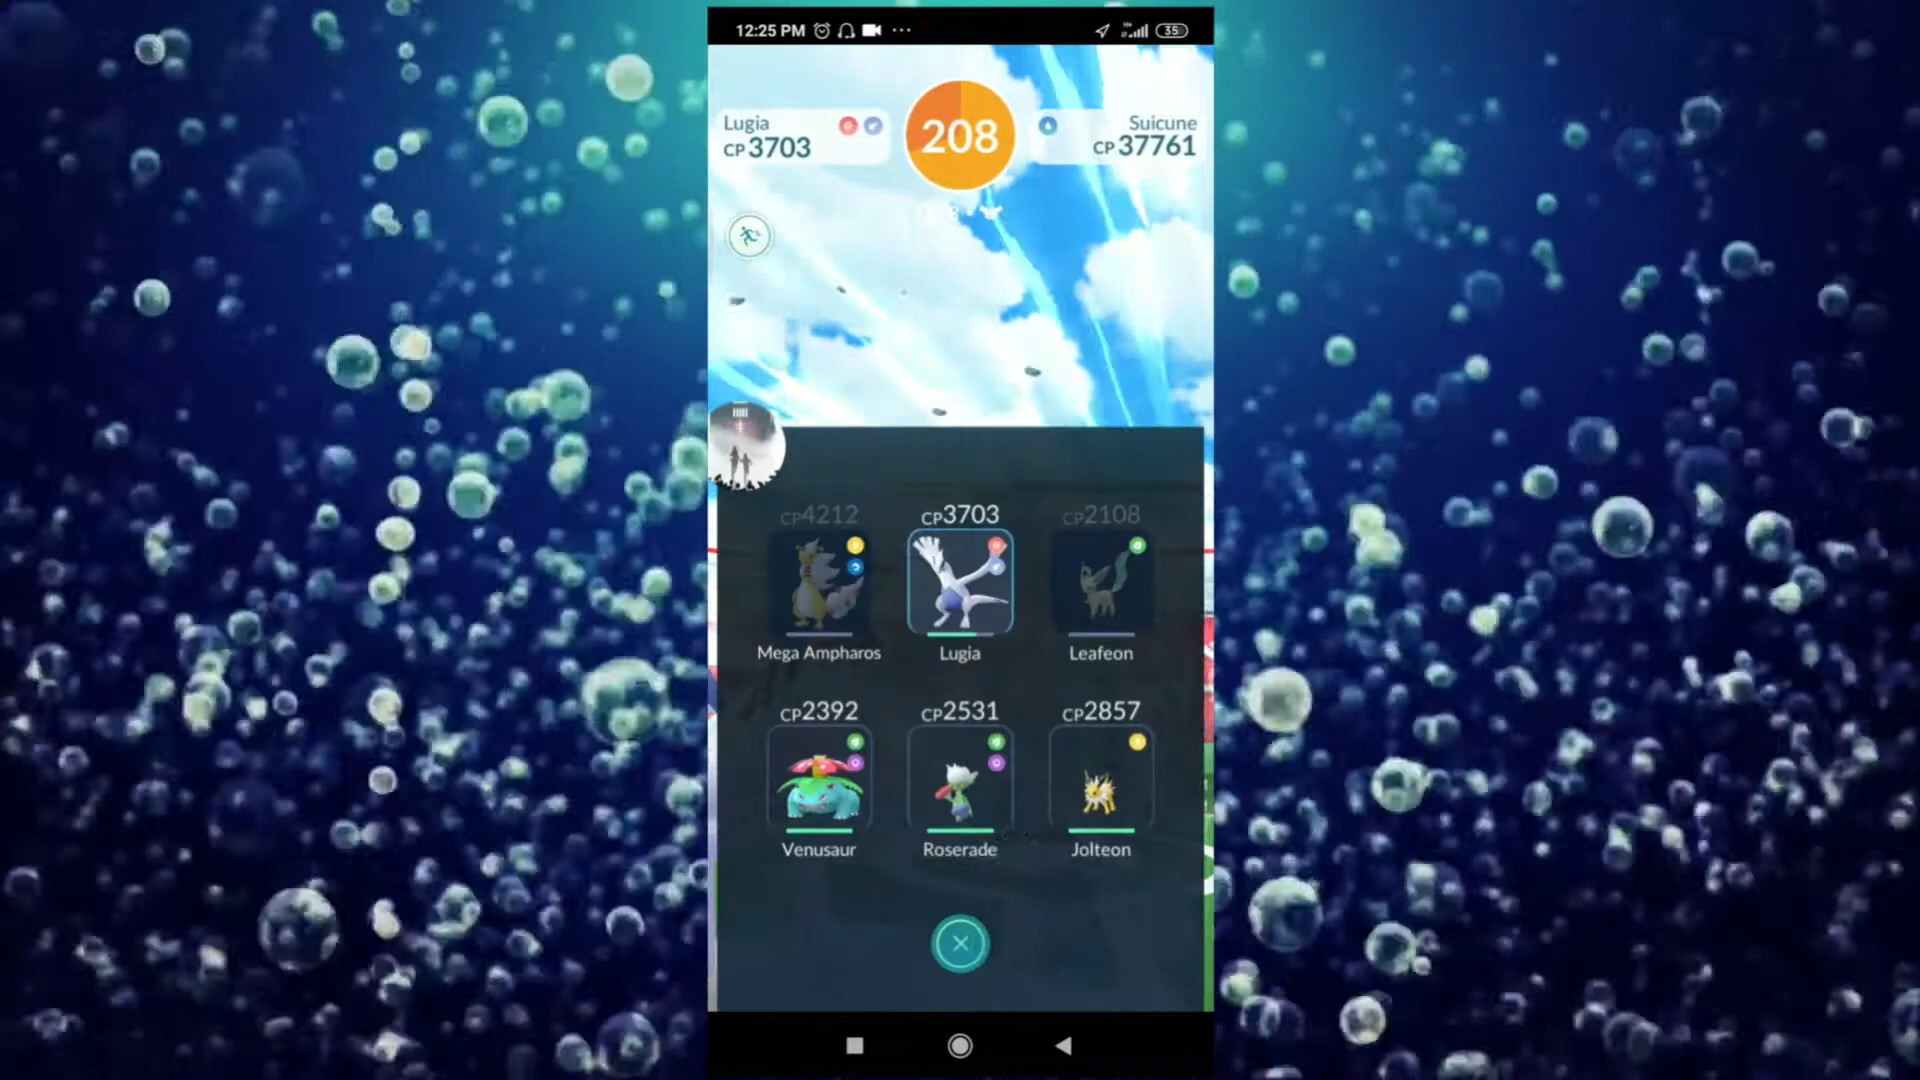 12:25 PM ...
35
Lugia
CP3703
208
Suicune
CP37761
CP4212
CP3703
CP2108
Mega Ampharos
Lugia
Leafeon
CP2392
CP2531
CP2857
Venusaur
Roserade
Jolteon